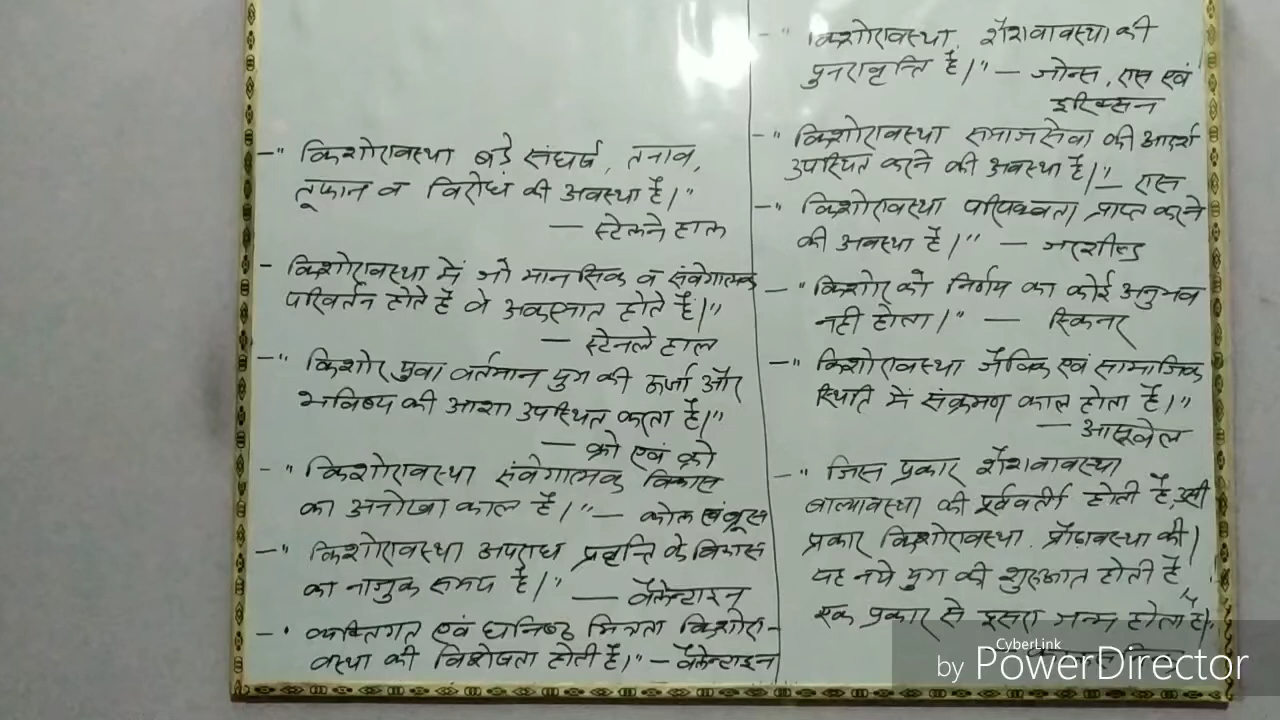 -" किशोरावस्था बड़े संघर्ष, तनाव,
तूफान व विरोध की अवस्था है।"
— स्टेलने हाल
- किशोरावस्था में जो मानसिक व संवेगात्मक
परिवर्तन होते हैं वे अकस्मात होते हैं।"
— स्टेनले हाल
-" किशोर युवा वर्तमान युग की ऊर्जा और
भविष्य की आशा उपस्थित करता है।"
— क्रो एवं क्रो
-" किशोरावस्था संवेगात्मक विकास
का अनोखा काल है।" — कोल एवं ब्रूस
-" किशोरावस्था अपराध प्रवृत्ति के विकास
का नाजुक समय है।" — वैलेन्टाइन
-' व्यक्तिगत एवं घनिष्ठ मित्रता किशोरा-
वस्था की विशेषता होती है।" — वैलेन्टाइन
-" किशोरावस्था, शैशवावस्था की
पुनरावृत्ति है।" — जोन्स, रास एवं
इरिक्सन
-" किशोरावस्था समाजसेवा की आदर्श
उपस्थित करने की अवस्था है।" — रास
-" किशोरावस्था परिपक्वता प्राप्त करने
की अवस्था है।" — जरशील्ड
-" किशोर को निर्णय का कोई अनुभव
नही होता।" — स्किनर
-" किशोरावस्था जैविक एवं सामाजिक
स्थिति में संक्रमण काल होता है।"
— आसूवेल
-" जिस प्रकार शैशवावस्था
बाल्यावस्था की पूर्ववर्ती होती है, उसी
प्रकार किशोरावस्था, प्रौढ़ावस्था की।
यह नये युग की शुरुआत होती है,
एक प्रकार से दूसरा जन्म होता है।"
CyberLink
by PowerDirector